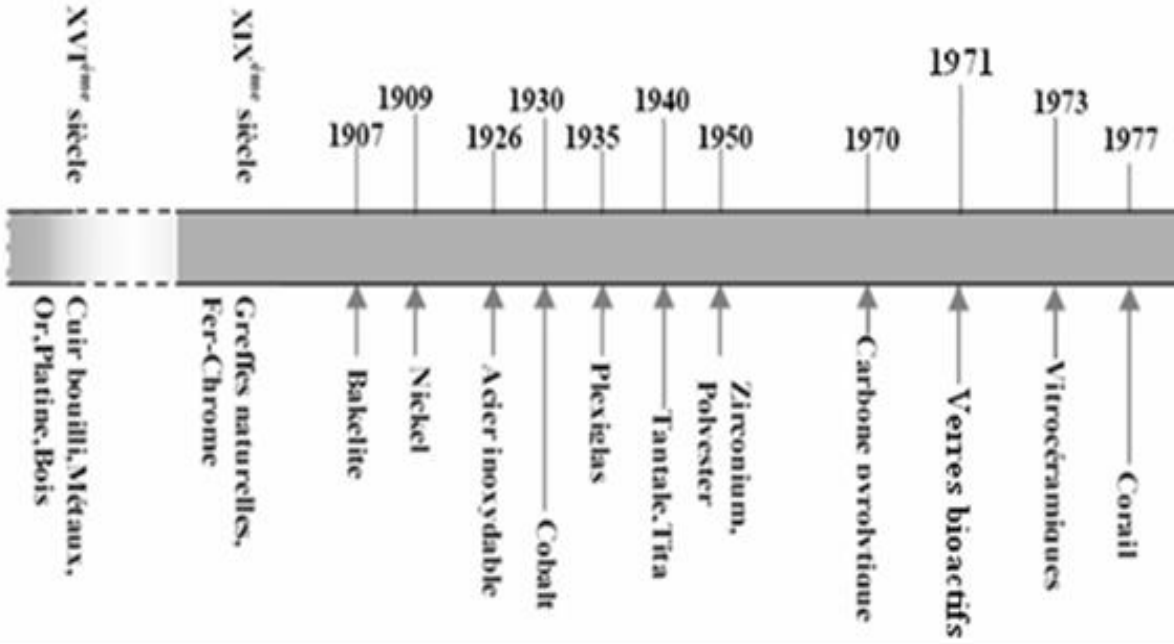 XVIème siècle
XIXème siècle
1907
1909
1926
1930
1935
1940
1950
1970
1971
1973
1977
Cuir bouilli,Métaux,
Or,Platine,Bois
Greffes naturelles,
Fer-Chrome
Bakelite
Nickel
Acier inoxydable
Cobalt
Plexiglas
Tantale,Tita
Zirconium,
Polyester
Carbone pyrolytique
Verres bioactifs
Vitrocéramiques
Corail